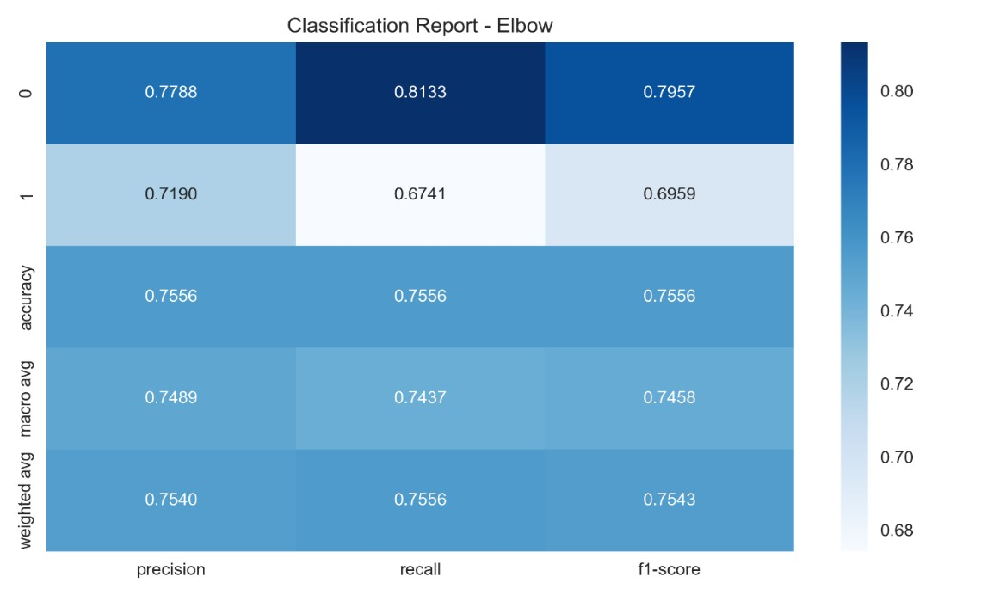 Classification Report - Elbow
0 0.7788 0.8133 0.7957
1 0.7190 0.6741 0.6959
accuracy 0.7556 0.7556 0.7556
macro avg 0.7489 0.7437 0.7458
weighted avg 0.7540 0.7556 0.7543
precision recall f1-score
0.80
0.78
0.76
0.74
0.72
0.70
0.68